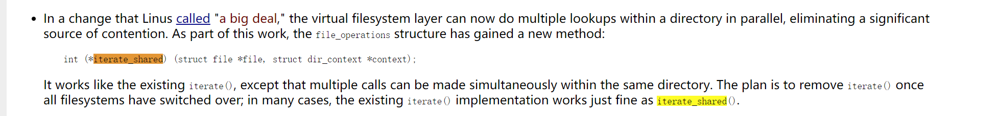 In a change that Linus called "a big deal," the virtual filesystem layer can now do multiple lookups within a directory in parallel, eliminating a significant
source of contention. As part of this work, the file_operations structure has gained a new method:
int (*iterate_shared) (struct file *file, struct dir_context *context);
It works like the existing iterate(), except that multiple calls can be made simultaneously within the same directory. The plan is to remove iterate() once
all filesystems have switched over; in many cases, the existing iterate() implementation works just fine as iterate_shared().